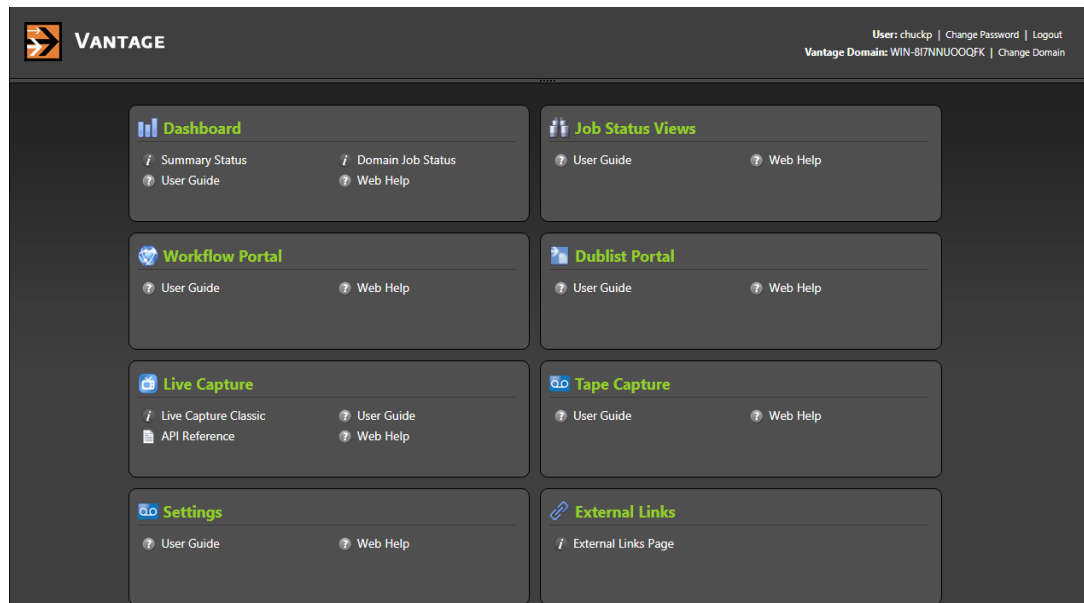 VANTAGE
User: chuckp | Change Password | Logout
Vantage Domain: WIN-8I7NNUOOQFK | Change Domain
Dashboard
Summary Status
Domain Job Status
User Guide
Web Help
Job Status Views
User Guide
Web Help
Workflow Portal
User Guide
Web Help
Dublist Portal
User Guide
Web Help
Live Capture
Live Capture Classic
User Guide
API Reference
Web Help
Tape Capture
User Guide
Web Help
Settings
User Guide
Web Help
External Links
External Links Page